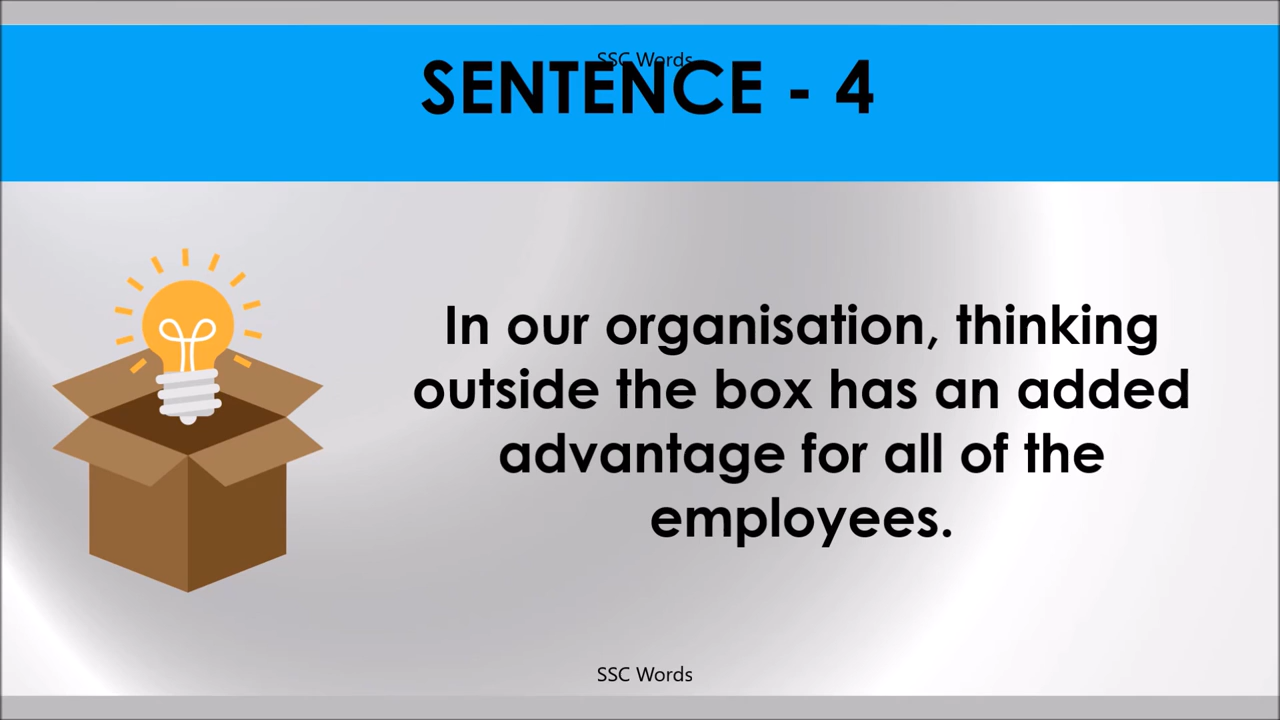 SSC Words
SENTENCE - 4
In our organisation, thinking
outside the box has an added
advantage for all of the
employees.
SSC Words